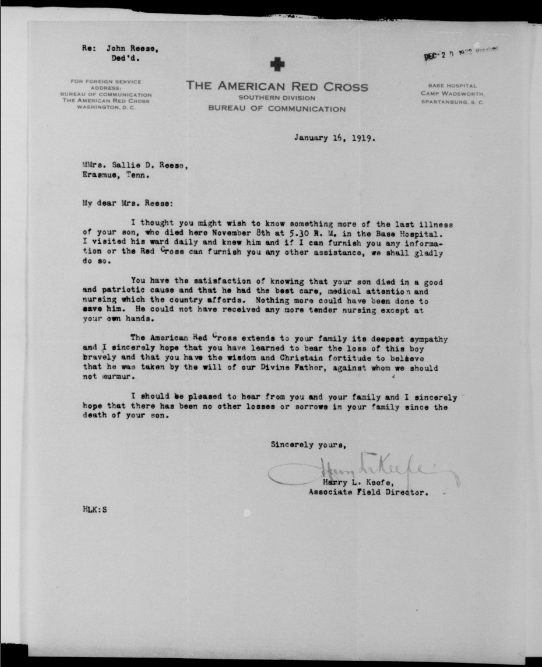 Re: John Reese,
Ded'd.
DEC 2
FOR FOREIGN SERVICE
ADDRESS:
BUREAU OF COMMUNICATION
THE AMERICAN RED CROSS
WASHINGTON, D. C.
THE AMERICAN RED CROSS
SOUTHERN DIVISION
BUREAU OF COMMUNICATION
BASE HOSPITAL
CAMP WADSWORTH,
SPARTANBURG, S. C.
January 15, 1919.
MMrs. Sallie D. Reese,
Erasmus, Tenn.
My dear Mrs. Reese:
I thought you might wish to know something more of the last illness
of your son, who died here November 8th at 5.30 P. M. in the Base Hospital.
I visited his ward daily and knew him and if I can furnish you any informa-
tion or the Red Cross can furnish you any other assistance, we shall gladly
do so.
You have the satisfaction of knowing that your son died in a good
and patriotic cause and that he had the best care, medical attention and
nursing which the country affords. Nothing more could have been done to
save him. He could not have received any more tender nursing except at
your own hands.
The American Red Cross extends to your family its deepest sympathy
and I sincerely hope that you have learned to bear the loss of this boy
bravely and that you have the wisdom and Christain fortitude to believe
that he was taken by the will of our Divine Father, against whom we should
not murmur.
I should be pleased to hear from you and your family and I sincerely
hope that there has been no other losses or sorrows in your family since the
death of your son.
Sincerely yours,
Harry L. Keefe
Harry L. Keefe,
Associate Field Director.
HLK:S